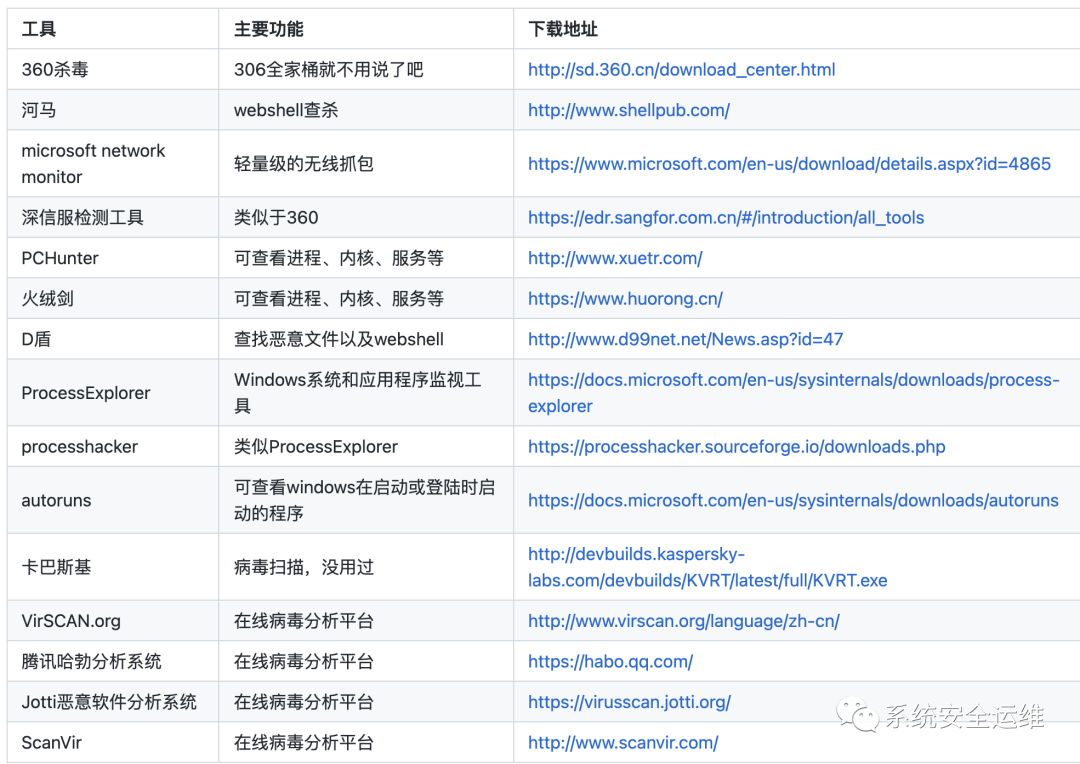 工具 主要功能 下载地址
360杀毒 306全家桶就不用说了吧 http://sd.360.cn/download_center.html
河马 webshell查杀 http://www.shellpub.com/
microsoft network
monitor
轻量级的无线抓包 https://www.microsoft.com/en-us/download/details.aspx?id=4865
深信服检测工具 类似于360 https://edr.sangfor.com.cn/#/introduction/all_tools
PCHunter 可查看进程、内核、服务等 http://www.xuetr.com/
火绒剑 可查看进程、内核、服务等 https://www.huorong.cn/
D盾 查找恶意文件以及webshell http://www.d99net.net/News.asp?id=47
ProcessExplorer
Windows系统和应用程序监视工
具
https://docs.microsoft.com/en-us/sysinternals/downloads/process-
explorer
processhacker 类似ProcessExplorer https://processhacker.sourceforge.io/downloads.php
autoruns
可查看windows在启动或登陆时启
动的程序
https://docs.microsoft.com/en-us/sysinternals/downloads/autoruns
卡巴斯基 病毒扫描，没用过
http://devbuilds.kaspersky-
labs.com/devbuilds/KVRT/latest/full/KVRT.exe
VirSCAN.org 在线病毒分析平台 http://www.virscan.org/language/zh-cn/
腾讯哈勃分析系统 在线病毒分析平台 https://habo.qq.com/
Jotti恶意软件分析系统 在线病毒分析平台 https://virusscan.jotti.org/
ScanVir 在线病毒分析平台 http://www.scanvir.com/
系统安全运维